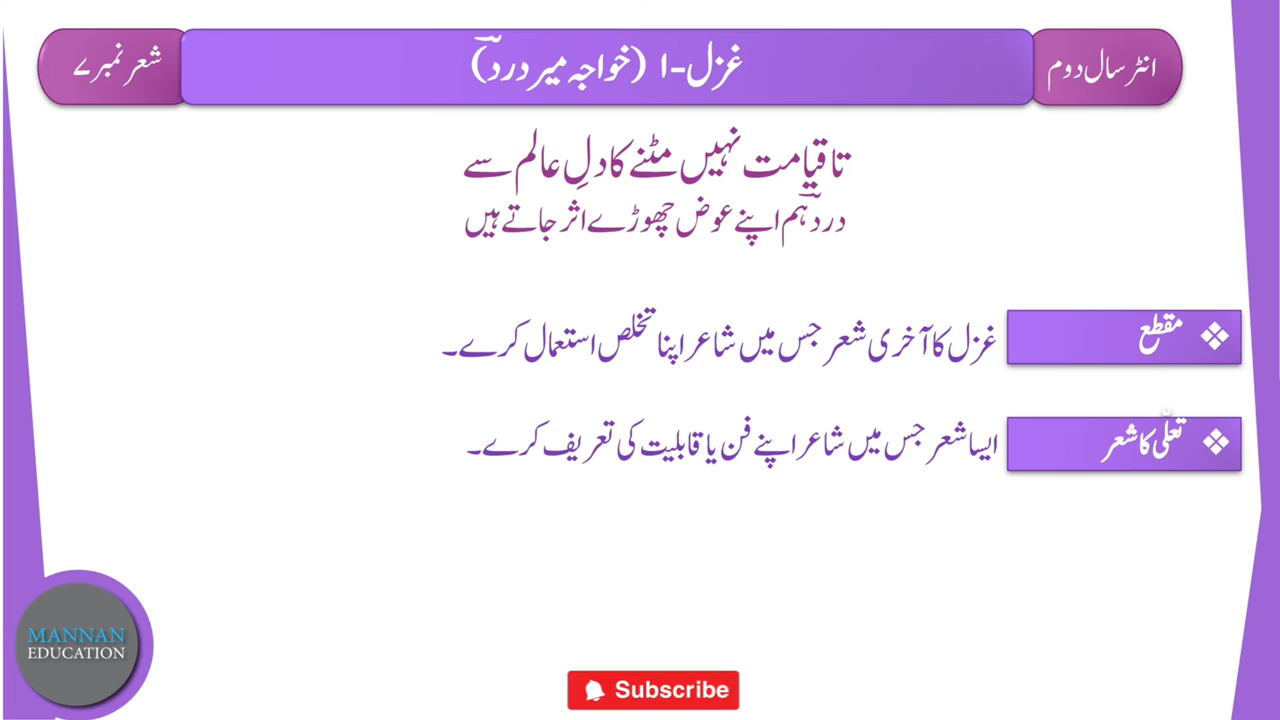 انٹر سال دوم
غزل-۱ (خواجہ میر دردؔ)
شعر نمبر ۷
تا قیامت نہیں مٹنے کا دلِ عالم سے
دردؔ ہم اپنے عوض چھوڑے اثر جاتے ہیں
❖ مقطع
غزل کا آخری شعر جس میں شاعر اپنا تخلص استعمال کرے۔
❖ تعلّی کا شعر
ایسا شعر جس میں شاعر اپنے فن یا قابلیت کی تعریف کرے۔
MANNAN
EDUCATION
Subscribe